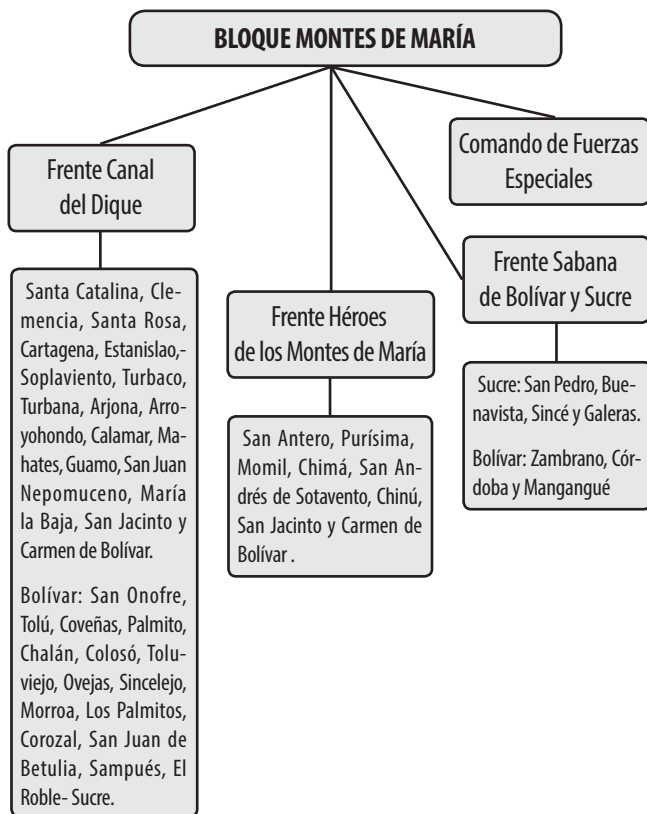 BLOQUE MONTES DE MARÍA
Frente Canal
del Dique
Santa Catalina, Cle-
mencia, Santa Rosa,
Cartagena, Estanislao,-
Soplaviento, Turbaco,
Turbana, Arjona, Arro-
yohondo, Calamar, Ma-
hates, Guamo, San Juan
Nepomuceno, María
la Baja, San Jacinto y
Carmen de Bolívar.
Bolívar: San Onofre,
Tolú, Coveñas, Palmito,
Chalán, Colosó, Tolu-
viejo, Ovejas, Sincelejo,
Morroa, Los Palmitos,
Corozal, San Juan de
Betulia, Sampués, El
Roble- Sucre.
Frente Héroes
de los Montes de María
San Antero, Purísima,
Momil, Chimá, San An-
drés de Sotavento, Chinú,
San Jacinto y Carmen de
Bolívar .
Comando de Fuerzas
Especiales
Frente Sabana
de Bolívar y Sucre
Sucre: San Pedro, Bue-
navista, Sincé y Galeras.
Bolívar: Zambrano, Cór-
doba y Mangangué